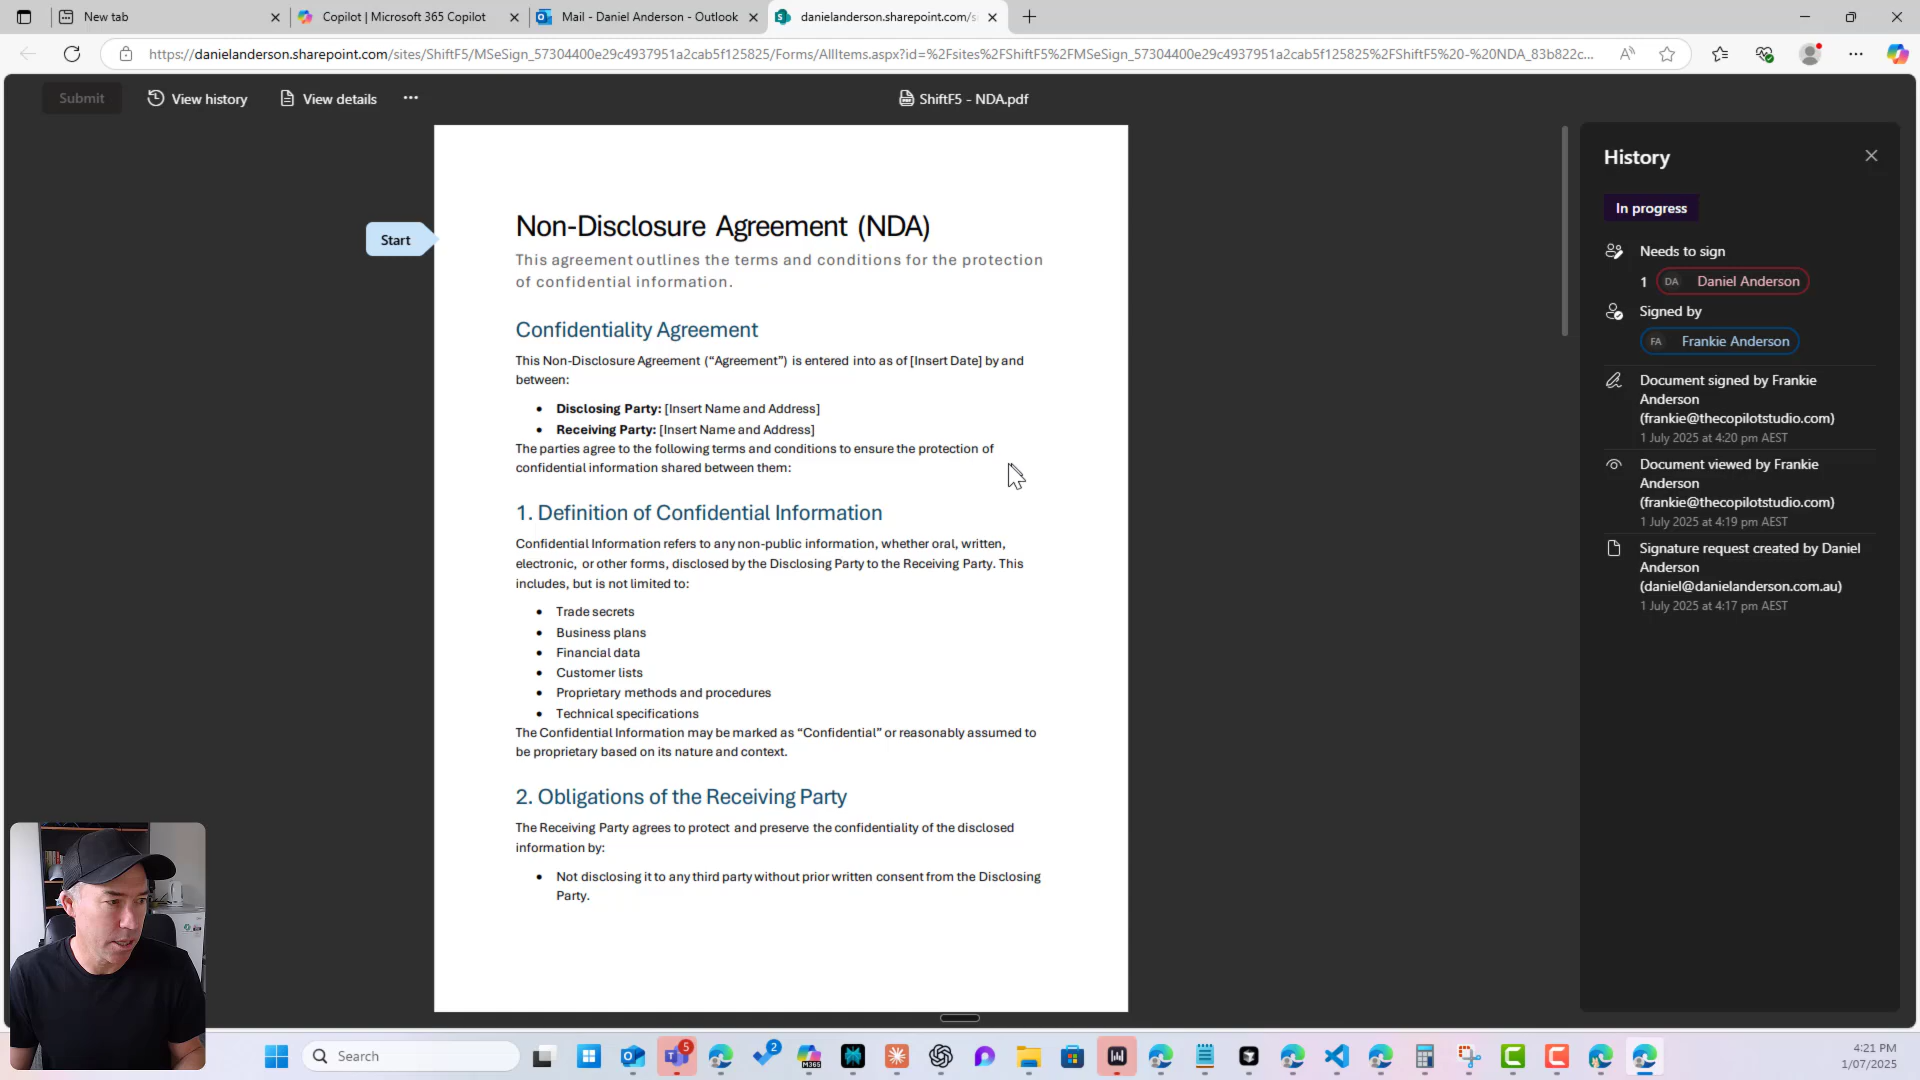 New tab
Copilot | Microsoft 365 Copilot
Mail - Daniel Anderson - Outlook
danielanderson.sharepoint.com/s
https://danielanderson.sharepoint.com/sites/ShiftF5/MSeSign_57304400e29c4937951a2cab5f125825/Forms/AllItems.aspx?id=%2Fsites%2FShiftF5%2FMSeSign_57304400e29c4937951a2cab5f125825%2FShiftF5%20-%20NDA_83b822c...
Submit
View history
View details
ShiftF5 - NDA.pdf
Start
Non-Disclosure Agreement (NDA)
This agreement outlines the terms and conditions for the protection
of confidential information.
Confidentiality Agreement
This Non-Disclosure Agreement (“Agreement”) is entered into as of [Insert Date] by and
between:
• Disclosing Party: [Insert Name and Address]
• Receiving Party: [Insert Name and Address]
The parties agree to the following terms and conditions to ensure the protection of
confidential information shared between them:
1. Definition of Confidential Information
Confidential Information refers to any non-public information, whether oral, written,
electronic, or other forms, disclosed by the Disclosing Party to the Receiving Party. This
includes, but is not limited to:
• Trade secrets
• Business plans
• Financial data
• Customer lists
• Proprietary methods and procedures
• Technical specifications
The Confidential Information may be marked as “Confidential” or reasonably assumed to
be proprietary based on its nature and context.
2. Obligations of the Receiving Party
The Receiving Party agrees to protect and preserve the confidentiality of the disclosed
information by:
• Not disclosing it to any third party without prior written consent from the Disclosing
Party.
History
In progress
Needs to sign
1 DA Daniel Anderson
Signed by
FA Frankie Anderson
Document signed by Frankie
Anderson
(frankie@thecopilotstudio.com)
1 July 2025 at 4:20 pm AEST
Document viewed by Frankie
Anderson
(frankie@thecopilotstudio.com)
1 July 2025 at 4:19 pm AEST
Signature request created by Daniel
Anderson
(daniel@danielanderson.com.au)
1 July 2025 at 4:17 pm AEST
Search
5
2
M365
4:21 PM
1/07/2025